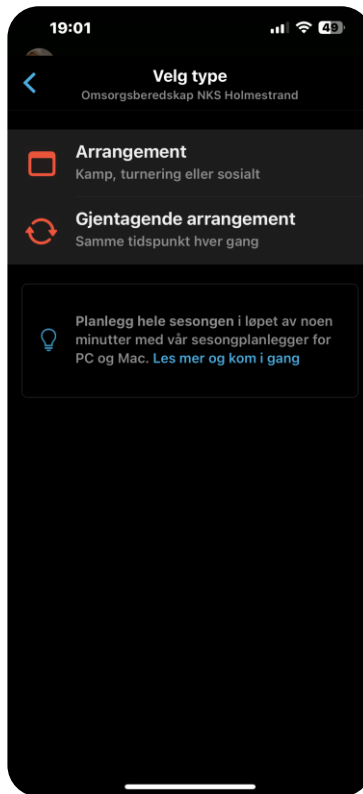 19:01
49
Velg type
Omsorgsberedskap NKS Holmestrand
Arrangement
Kamp, turnering eller sosialt
Gjentagende arrangement
Samme tidspunkt hver gang
Planlegg hele sesongen i løpet av noen
minutter med vår sesongplanlegger for
PC og Mac. Les mer og kom i gang